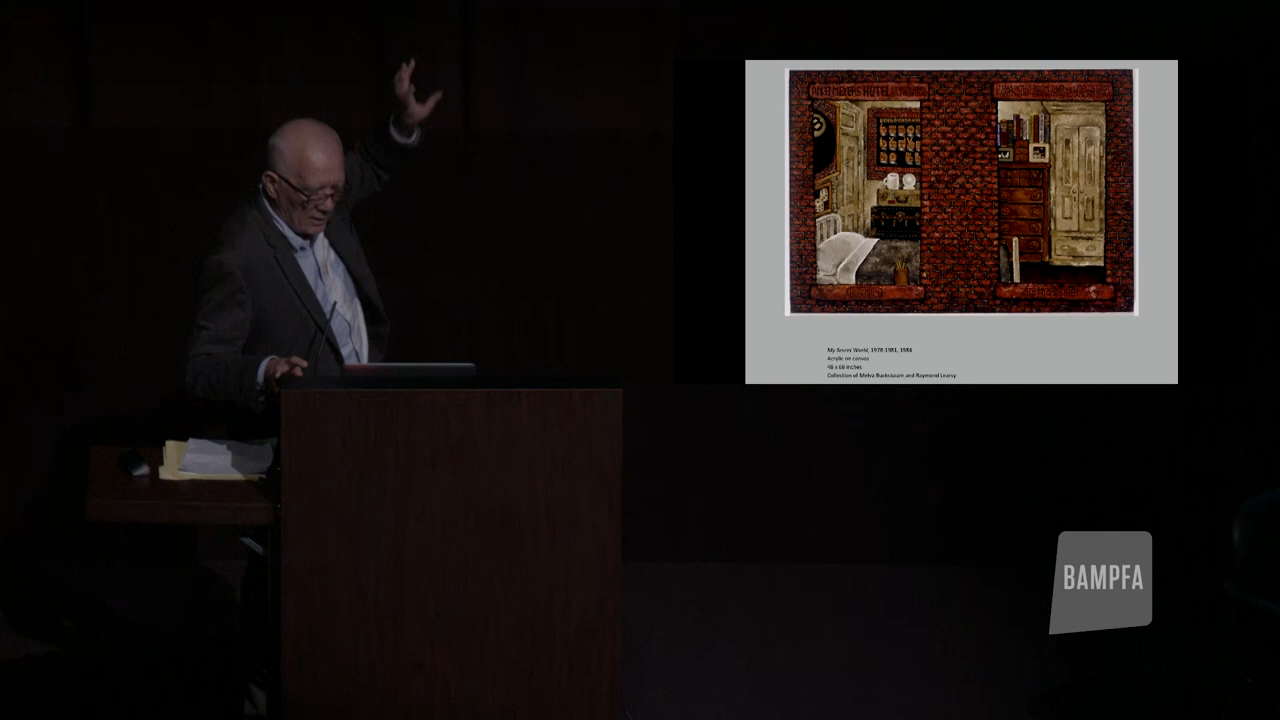 HOTEL
My Secret World, 1978-1981, 1984
Acrylic on canvas
48 x 68 inches
Collection of Melva Bucksbaum and Raymond Learsy
BAMPFA